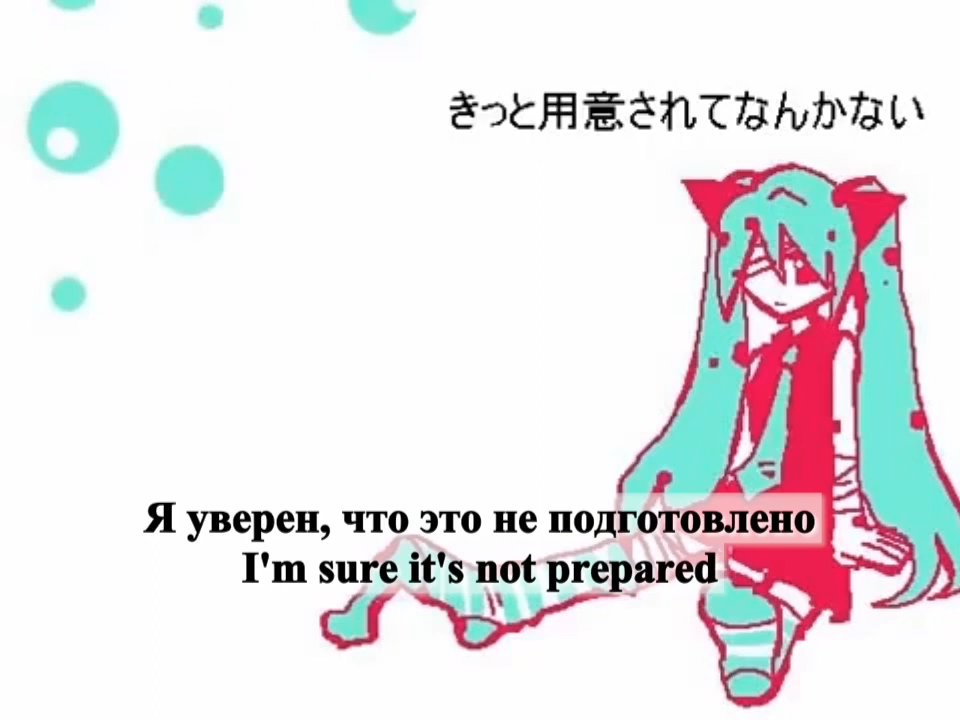 きっと用意されてなんかない
Я уверен, что это не подготовлено
I'm sure it's not prepared